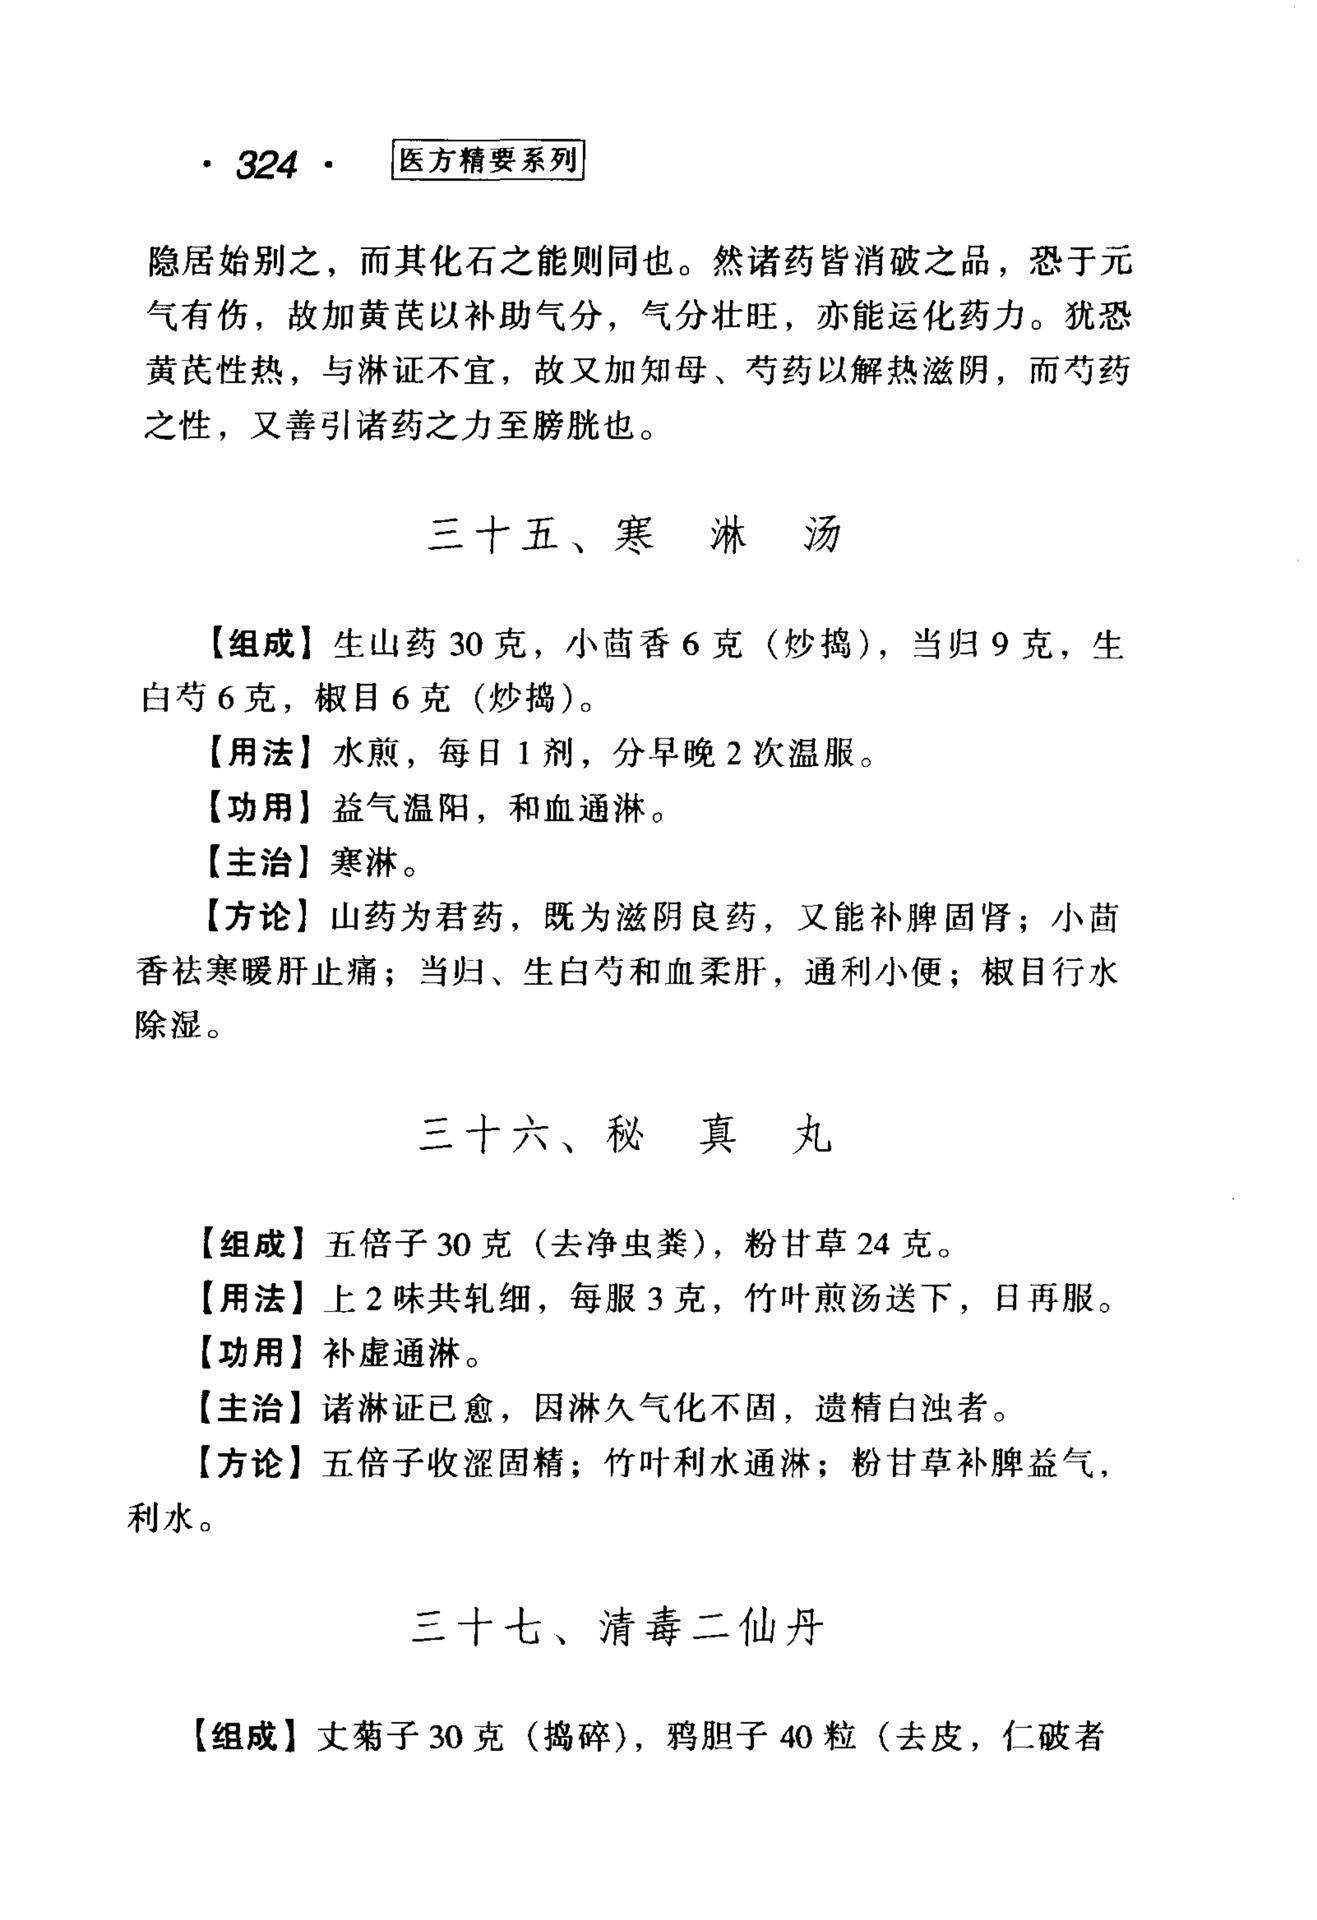 · 324 · 医方精要系列
隐居始别之，而其化石之能则同也。然诸药皆消破之品，恐于元
气有伤，故加黄芪以补助气分，气分壮旺，亦能运化药力。犹恐
黄芪性热，与淋证不宜，故又加知母、芍药以解热滋阴，而芍药
之性，又善引诸药之力至膀胱也。
三十五、寒 淋 汤
【组成】生山药 30 克，小茴香 6 克（炒捣），当归 9 克，生
白芍 6 克，椒目 6 克（炒捣）。
【用法】水煎，每日 1 剂，分早晚 2 次温服。
【功用】益气温阳，和血通淋。
【主治】寒淋。
【方论】山药为君药，既为滋阴良药，又能补脾固肾；小茴
香祛寒暖肝止痛；当归、生白芍和血柔肝，通利小便；椒目行水
除湿。
三十六、秘 真 丸
【组成】五倍子 30 克（去净虫粪），粉甘草 24 克。
【用法】上 2 味共轧细，每服 3 克，竹叶煎汤送下，日再服。
【功用】补虚通淋。
【主治】诸淋证已愈，因淋久气化不固，遗精白浊者。
【方论】五倍子收涩固精；竹叶利水通淋；粉甘草补脾益气，
利水。
三十七、清毒二仙丹
【组成】丈菊子 30 克（捣碎），鸦胆子 40 粒（去皮，仁破者